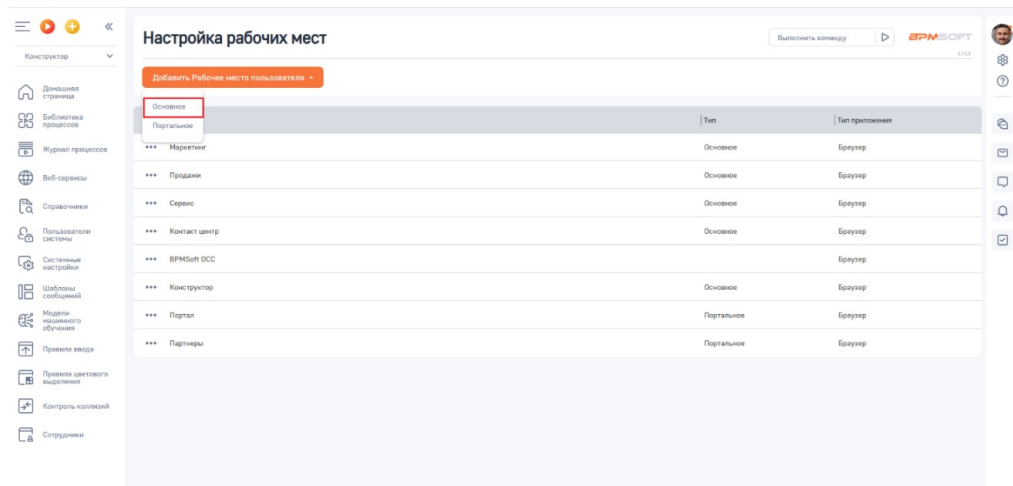 Конструктор
Домашняя
страница
Библиотека
процессов
Журнал процессов
Веб-сервисы
Справочники
Пользователи
системы
Системные
настройки
Шаблоны
сообщений
Модели
машинного
обучения
Правила ввода
Правила цветового
выделения
Контроль коллизий
Сотрудники
Настройка рабочих мест
Выполнить команду
BPMSOFT
Добавить Рабочее место пользователя
Основное
Портальное
Тип Тип приложения
Маркетинг Основное Браузер
Продажи Основное Браузер
Сервис Основное Браузер
Контакт центр Основное Браузер
BPMSoft OCC Браузер
Конструктор Основное Браузер
Портал Портальное Браузер
Партнеры Портальное Браузер